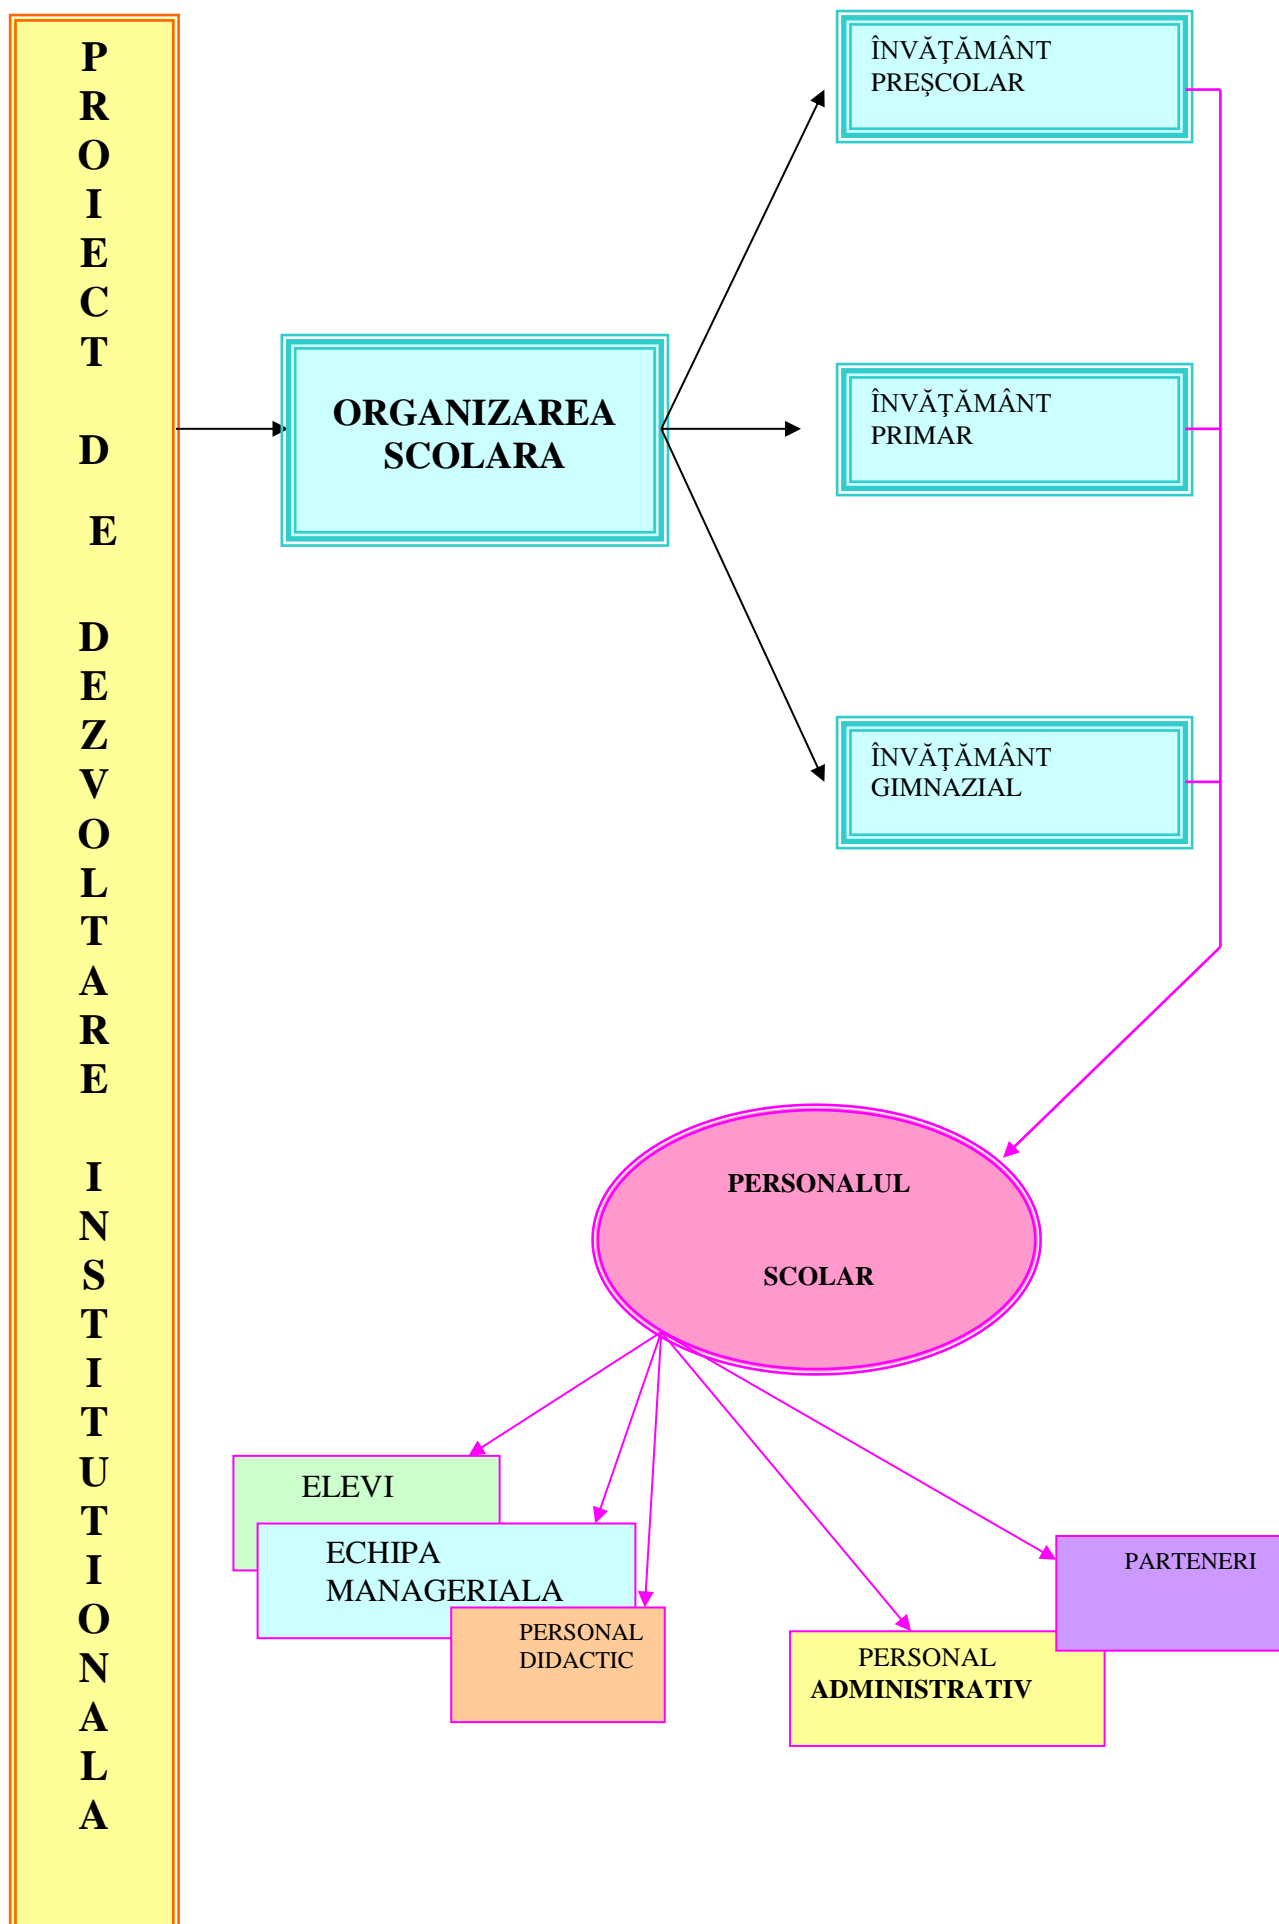 PROIECT DE DEZVOLTARE INSTITUTIONALA
ORGANIZAREA
SCOLARA
ÎNVĂŢĂMÂNT
PREŞCOLAR
ÎNVĂŢĂMÂNT
PRIMAR
ÎNVĂŢĂMÂNT
GIMNAZIAL
PERSONALUL
SCOLAR
ELEVI
ECHIPA
MANAGERIALA
PERSONAL
DIDACTIC
PERSONAL
ADMINISTRATIV
PARTENERI